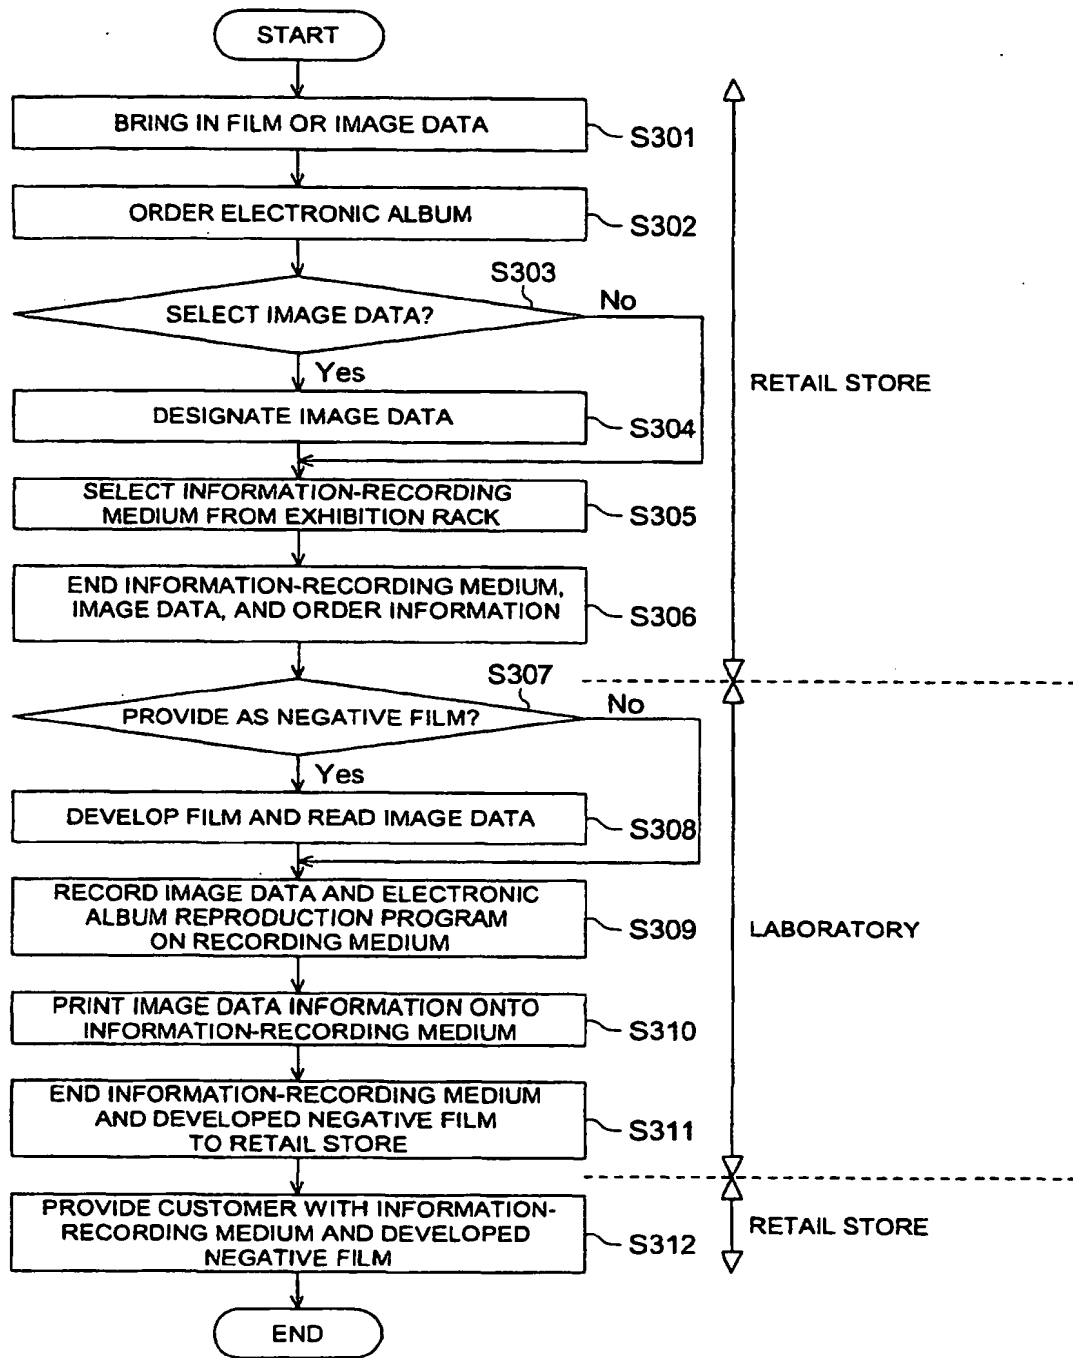 START
BRING IN FILM OR IMAGE DATA
S301
ORDER ELECTRONIC ALBUM
S302
S303
SELECT IMAGE DATA?
No
Yes
DESIGNATE IMAGE DATA
S304
RETAIL STORE
SELECT INFORMATION-RECORDING
MEDIUM FROM EXHIBITION RACK
S305
END INFORMATION-RECORDING MEDIUM,
IMAGE DATA, AND ORDER INFORMATION
S306
S307
PROVIDE AS NEGATIVE FILM?
No
Yes
DEVELOP FILM AND READ IMAGE DATA
S308
RECORD IMAGE DATA AND ELECTRONIC
ALBUM REPRODUCTION PROGRAM
ON RECORDING MEDIUM
S309
LABORATORY
PRINT IMAGE DATA INFORMATION ONTO
INFORMATION-RECORDING MEDIUM
S310
END INFORMATION-RECORDING MEDIUM
AND DEVELOPED NEGATIVE FILM
TO RETAIL STORE
S311
PROVIDE CUSTOMER WITH INFORMATION-
RECORDING MEDIUM AND DEVELOPED
NEGATIVE FILM
S312
RETAIL STORE
END